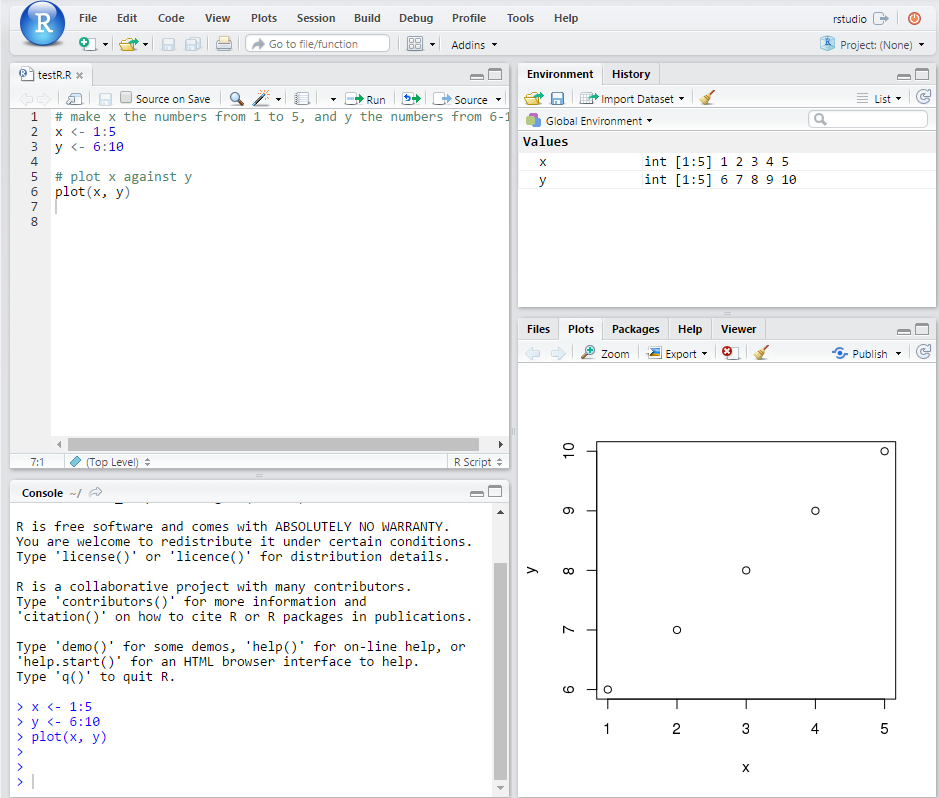 R File Edit Code View Plots Session Build Debug Profile Tools Help rstudio
Go to file/function Addins Project: (None)
testR.R
Source on Save Run Source
1 # make x the numbers from 1 to 5, and y the numbers from 6-1
2 x <- 1:5
3 y <- 6:10
4
5 # plot x against y
6 plot(x, y)
7
8
7:1 (Top Level) R Script
Console ~/
R is free software and comes with ABSOLUTELY NO WARRANTY.
You are welcome to redistribute it under certain conditions.
Type 'license()' or 'licence()' for distribution details.
R is a collaborative project with many contributors.
Type 'contributors()' for more information and
'citation()' on how to cite R or R packages in publications.
Type 'demo()' for some demos, 'help()' for on-line help, or
'help.start()' for an HTML browser interface to help.
Type 'q()' to quit R.
> x <- 1:5
> y <- 6:10
> plot(x, y)
>
>
>
Environment History
Import Dataset List
Global Environment
Values
x int [1:5] 1 2 3 4 5
y int [1:5] 6 7 8 9 10
Files Plots Packages Help Viewer
Zoom Export Publish
10
9
8
7
6
y
1 2 3 4 5
x